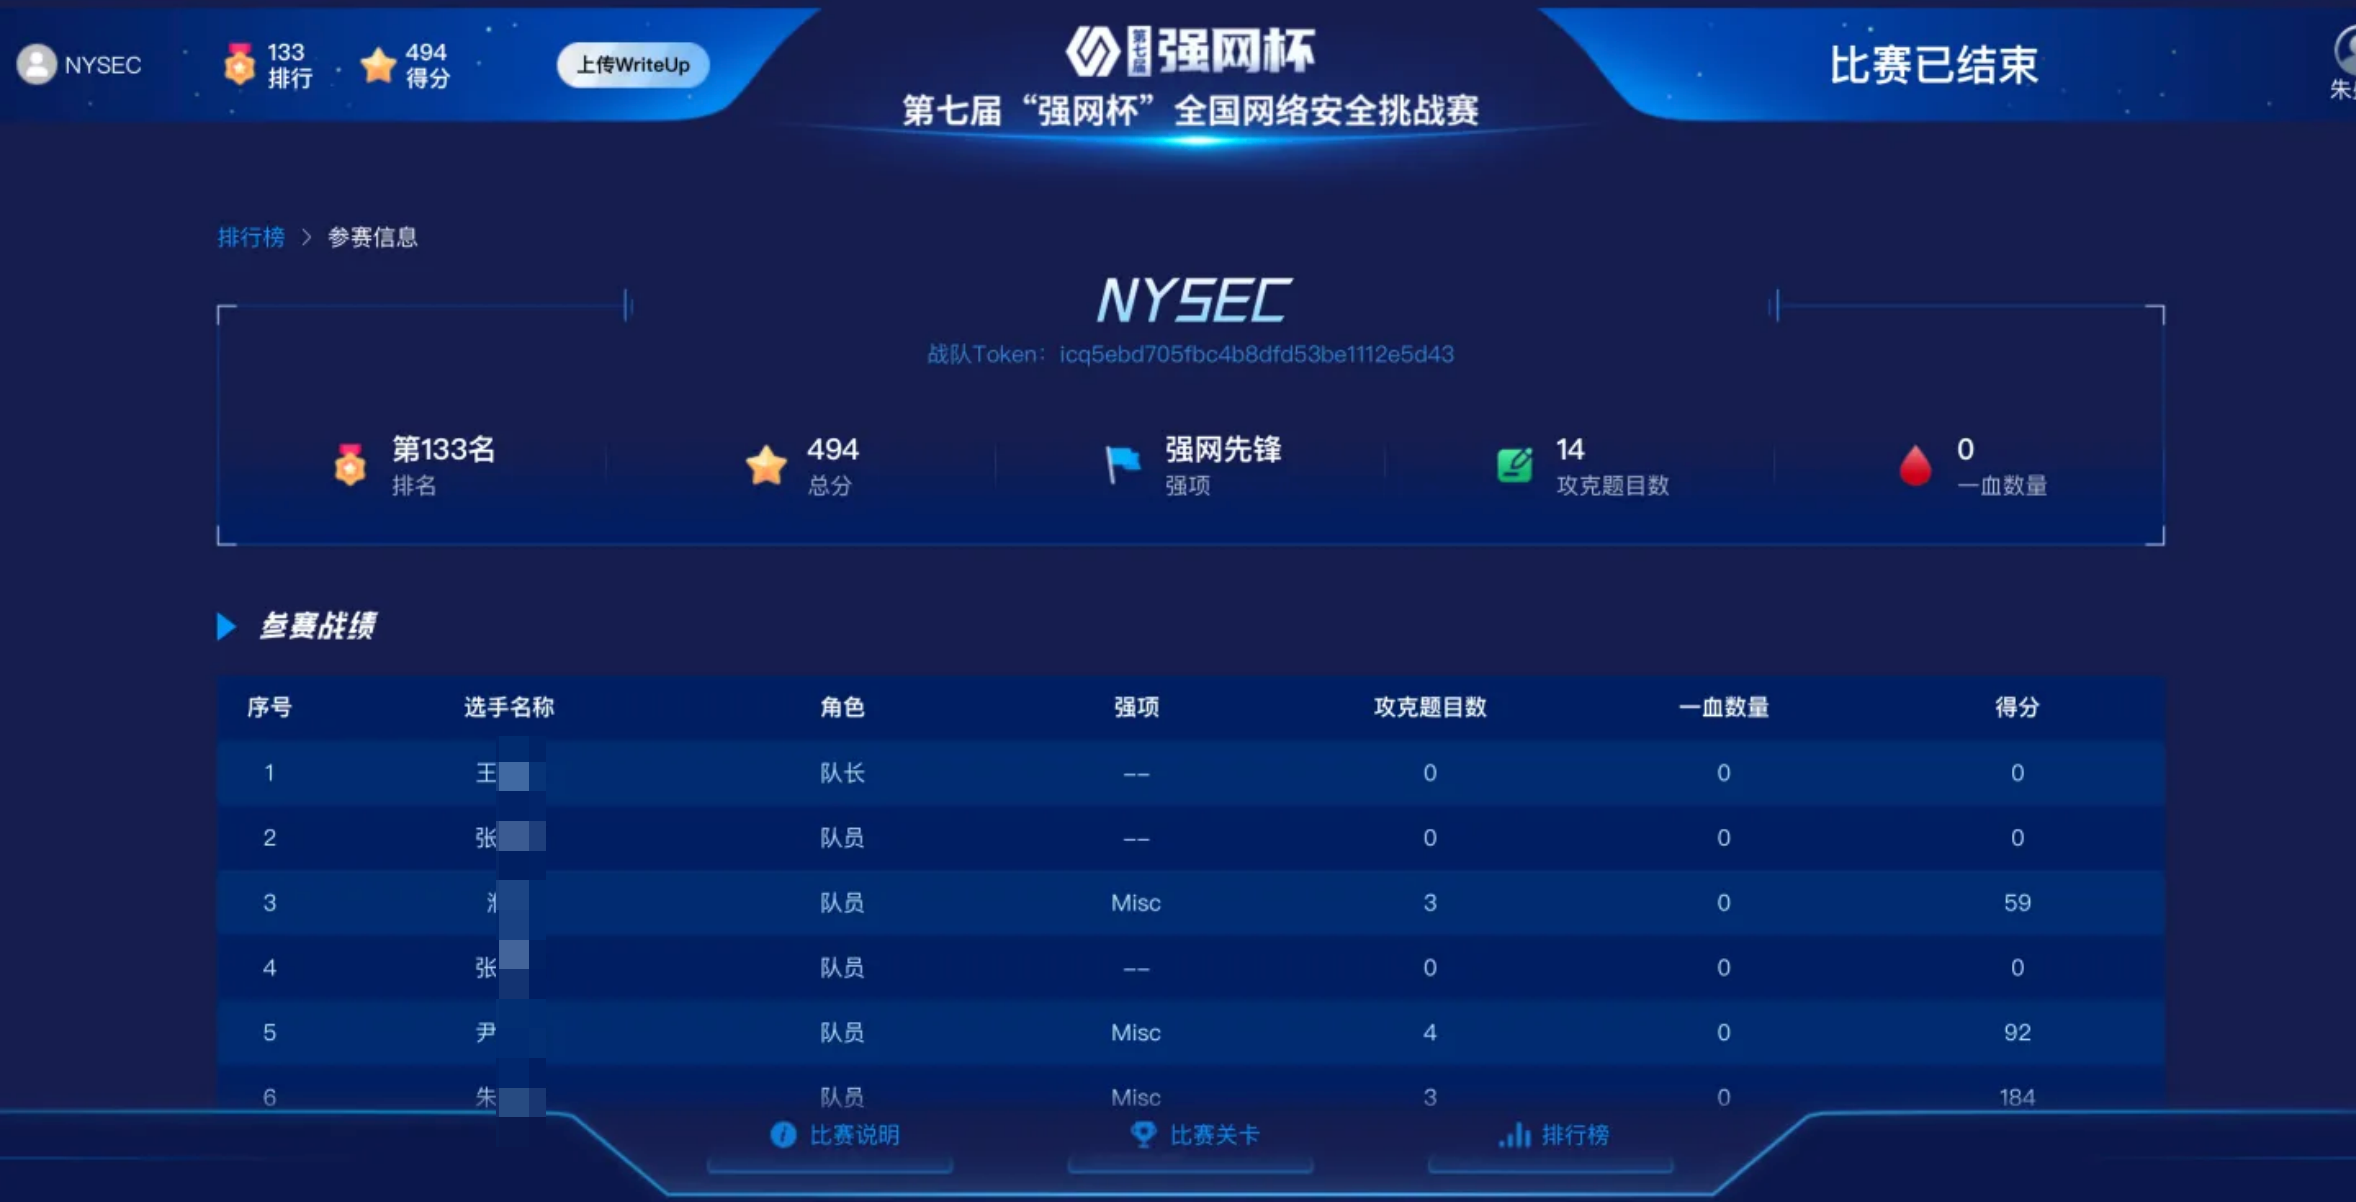 NYSEC
133
排行
494
得分
上传WriteUp
第七届 强网杯
第七届“强网杯”全国网络安全挑战赛
比赛已结束
朱
排行榜 > 参赛信息
NYSEC
战队Token：icq5ebd705fbc4b8dfd53be1112e5d43
第133名
排名
494
总分
强网先锋
强项
14
攻克题目数
0
一血数量
参赛战绩
序号 选手名称 角色 强项 攻克题目数 一血数量 得分
1 王 队长 -- 0 0 0
2 张 队员 -- 0 0 0
3 队员 Misc 3 0 59
4 张 队员 -- 0 0 0
5 尹 队员 Misc 4 0 92
6 朱 队员 Misc 3 0 184
比赛说明
比赛关卡
排行榜